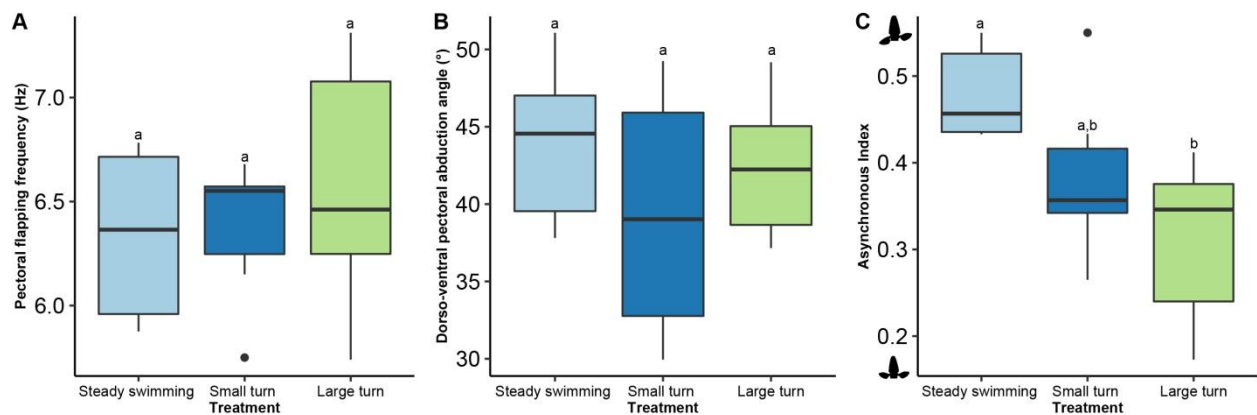 A
Pectoral flapping frequency (Hz)
7.0
6.5
6.0
a
a
a
Steady swimming
Small turn
Large turn
Treatment
B
Dorso-ventral pectoral abduction angle (°)
50
45
40
35
30
a
a
a
Steady swimming
Small turn
Large turn
Treatment
C
Asynchronous Index
0.5
0.4
0.3
0.2
a
a,b
b
Steady swimming
Small turn
Large turn
Treatment